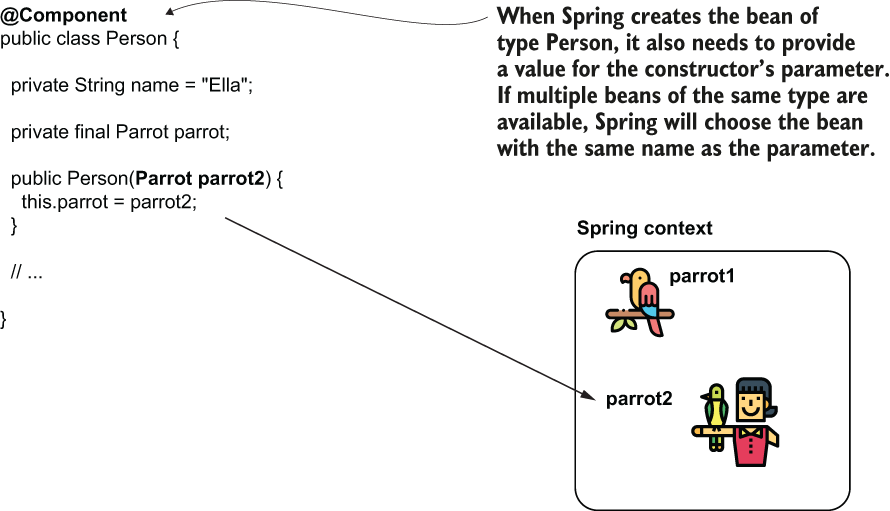 @Component
public class Person {
private String name = "Ella";
private final Parrot parrot;
public Person(Parrot parrot2) {
this.parrot = parrot2;
}
// ...
}
When Spring creates the bean of
type Person, it also needs to provide
a value for the constructor's parameter.
If multiple beans of the same type are
available, Spring will choose the bean
with the same name as the parameter.
Spring context
parrot1
parrot2